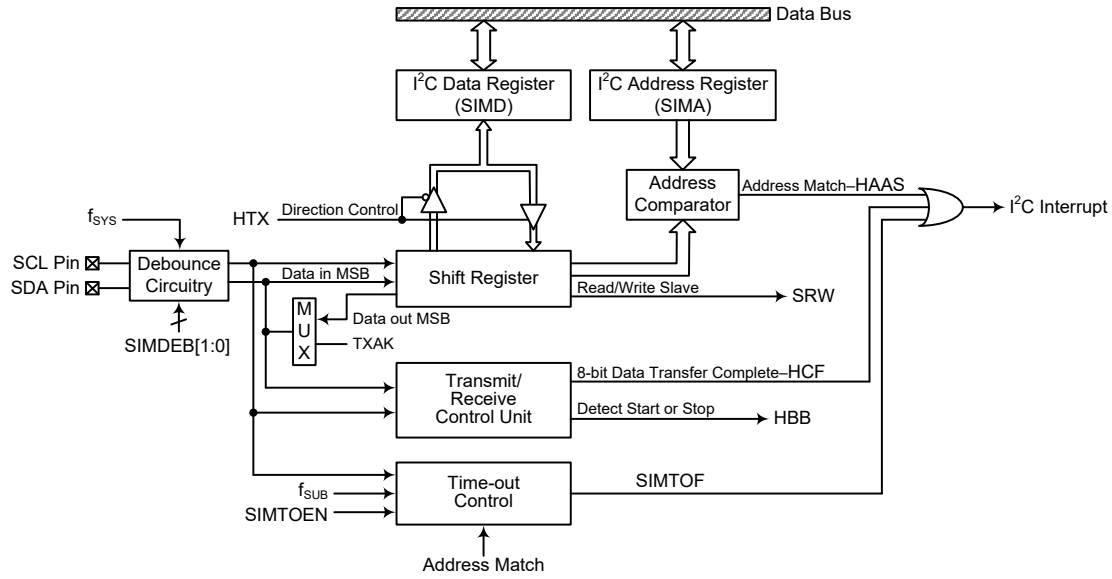 Data Bus
I²C Data Register
(SIMD)
I²C Address Register
(SIMA)
Address
Comparator
Address Match–HAAS
I²C Interrupt
HTX
Direction Control
fSYS
SCL Pin
SDA Pin
Debounce
Circuitry
SIMDEB[1:0]
Data in MSB
Shift Register
Read/Write Slave
SRW
M
U
X
Data out MSB
TXAK
Transmit/
Receive
Control Unit
8-bit Data Transfer Complete–HCF
Detect Start or Stop
HBB
Time-out
Control
fSUB
SIMTOEN
SIMTOF
Address Match